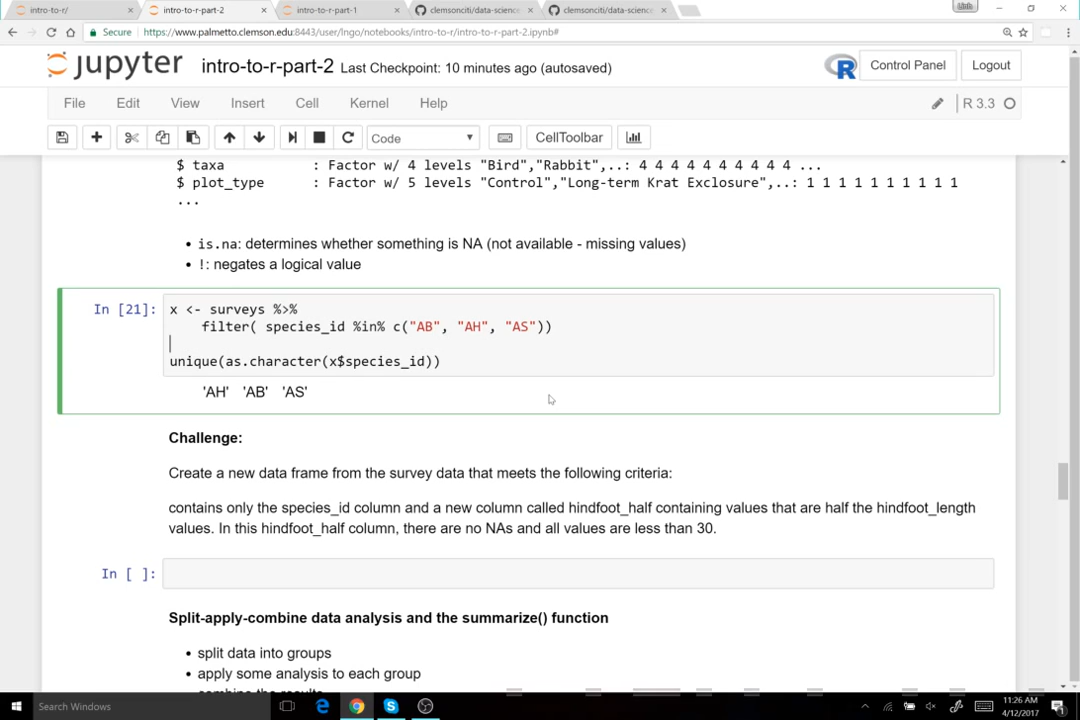 intro-to-r/
intro-to-r-part-2
intro-to-r-part-1
clemsonciti/data-science
clemsonciti/data-science
Secure
https://www.palmetto.clemson.edu:8443/user/lngo/notebooks/intro-to-r/intro-to-r-part-2.ipynb#
jupyter intro-to-r-part-2 Last Checkpoint: 10 minutes ago (autosaved)
R
Control Panel
Logout
File Edit View Insert Cell Kernel Help
R 3.3
Code
CellToolbar
$ taxa : Factor w/ 4 levels "Bird","Rabbit",..: 4 4 4 4 4 4 4 4 4 4 ...
$ plot_type : Factor w/ 5 levels "Control","Long-term Krat Exclosure",..: 1 1 1 1 1 1 1 1 1 1
...
• is.na: determines whether something is NA (not available - missing values)
• !: negates a logical value
In [21]: x <- surveys %>%
filter( species_id %in% c("AB", "AH", "AS"))
unique(as.character(x$species_id))
'AH' 'AB' 'AS'
Challenge:
Create a new data frame from the survey data that meets the following criteria:
contains only the species_id column and a new column called hindfoot_half containing values that are half the hindfoot_length
values. In this hindfoot_half column, there are no NAs and all values are less than 30.
In [ ]:
Split-apply-combine data analysis and the summarize() function
• split data into groups
• apply some analysis to each group
• combine the results
Search Windows
11:26 AM
4/12/2017